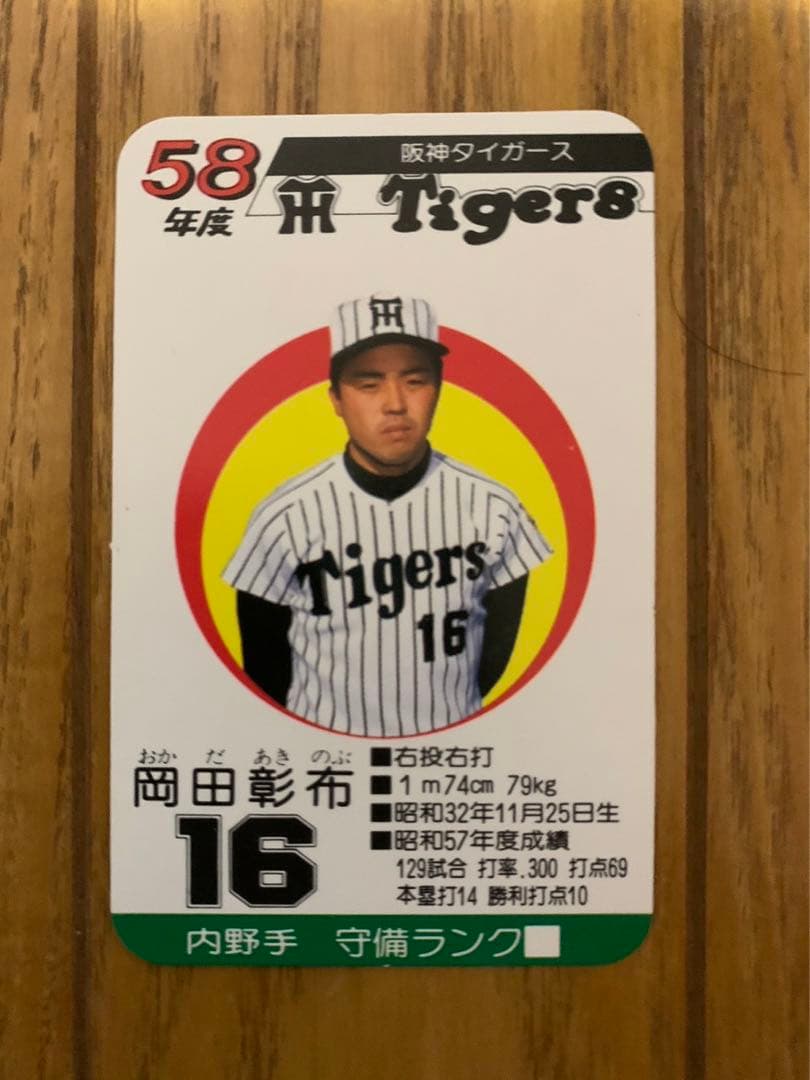 58
年度
阪神タイガース
TH Tigers
TH
Tigers
16
おか だ あき のぶ
岡田彰布
16
■右投右打
■1m74cm 79kg
■昭和32年11月25日生
■昭和57年度成績
129試合 打率.300 打点69
本塁打14 勝利打点10
内野手 守備ランク□